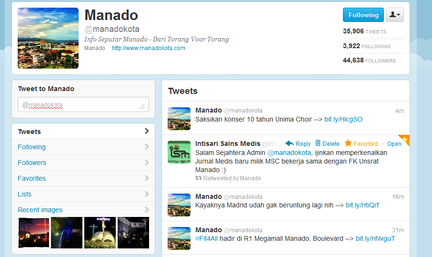 Manado
@manadokota
Info Seputar Manado - Dari Torang Voor Torang
Manado http://www.manadokota.com
Following
35,906 TWEETS
3,922 FOLLOWING
44,638 FOLLOWERS
Tweet to Manado
@manadokota
Tweets
Following
Followers
Favorites
Lists
Recent images
Tweets
Manado @manadokota 4m
Saksikan konser 10 tahun Unima Choir --> bit.ly/HIcgSO
Intisari Sains Medis Reply Delete Favorited Open
Salam Sejahtera Admin @manadokota, ijinkan memperkenalkan
Jurnal Medis baru milik MSC bekerja sama dengan FK Unsrat
Manado :)
Retweeted by Manado
Manado @manadokota 18m
Kayaknya Madrid udah gak beruntung lagi nih --> bit.ly/HtiQrf
Manado @manadokota 31m
#Fit4All hadir di R1 Megamall Manado, Boulevard --> bit.ly/HNvguT